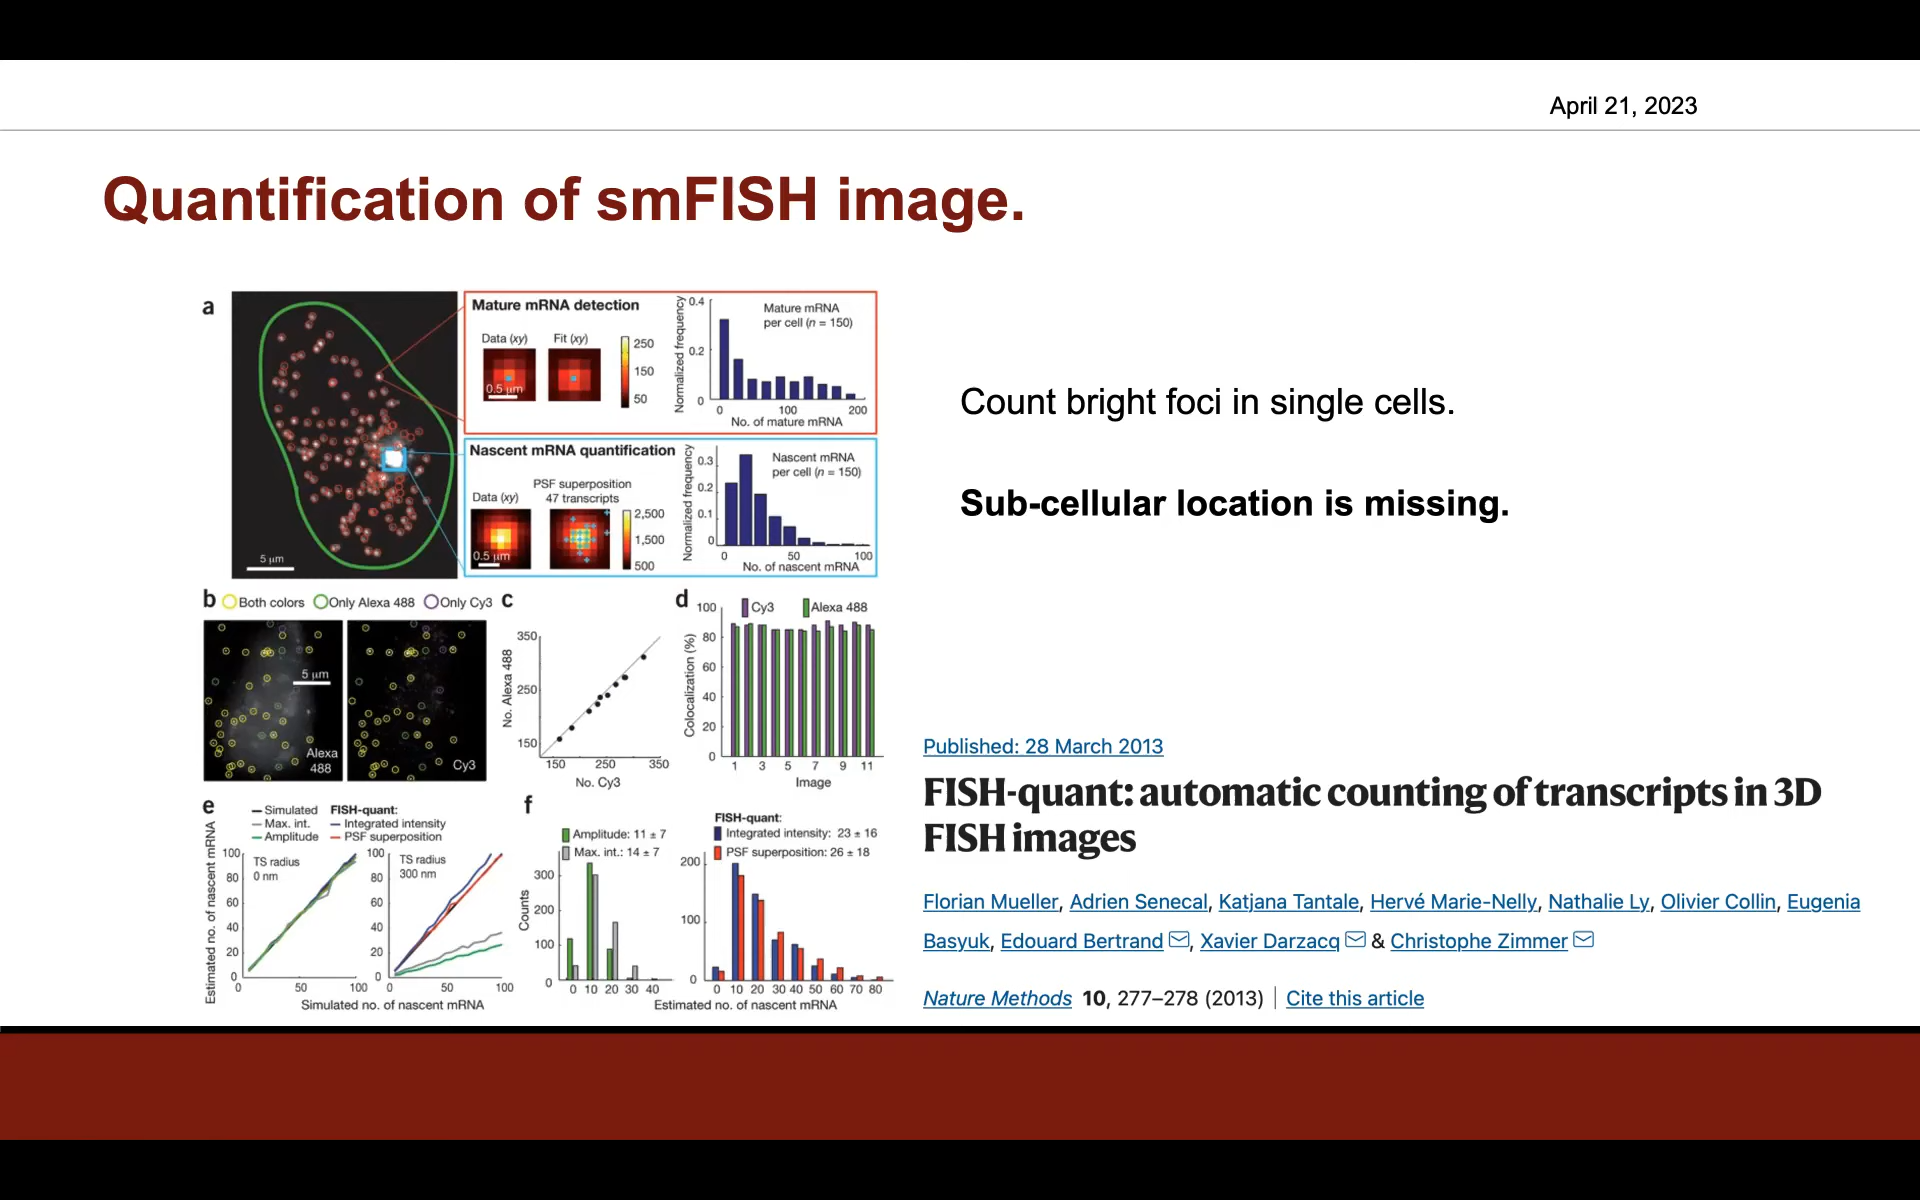 April 21, 2023
Quantification of smFISH image.
a
Mature mRNA detection
Data (xy)
Fit (xy)
0.5 µm
250
150
50
Normalized frequency
0.4
0.2
0
Mature mRNA
per cell (n = 150)
0 100 200
No. of mature mRNA
Nascent mRNA quantification
PSF superposition
47 transcripts
Data (xy)
0.5 µm
2,500
1,500
500
Normalized frequency
0.3
0.2
0.1
0
Nascent mRNA
per cell (n = 150)
0 50 100
No. of nascent mRNA
5 µm
Count bright foci in single cells.
Sub-cellular location is missing.
b Both colors Only Alexa 488 Only Cy3
5 µm
Alexa
488
Cy3
c
No. Alexa 488
350
250
150
150 250 350
No. Cy3
d
Cy3 Alexa 488
Colocalization (%)
100
80
60
40
20
0
1 3 5 7 9 11
Image
e
Simulated
Max. int.
Amplitude
FISH-quant:
Integrated intensity
PSF superposition
Estimated no. of nascent mRNA
100
80
60
40
20
0
TS radius
0 nm
0 50 100
100
80
60
40
20
0
TS radius
300 nm
0 50 100
Simulated no. of nascent mRNA
f
Amplitude: 11 ± 7
Max. int.: 14 ± 7
Counts
300
200
100
0
0 10 20 30 40
FISH-quant:
Integrated intensity: 23 ± 16
PSF superposition: 26 ± 18
200
100
0
0 10 20 30 40 50 60 70 80
Estimated no. of nascent mRNA
Published: 28 March 2013
FISH-quant: automatic counting of transcripts in 3D
FISH images
Florian Mueller, Adrien Senecal, Katjana Tantale, Hervé Marie-Nelly, Nathalie Ly, Olivier Collin, Eugenia
Basyuk, Edouard Bertrand, Xavier Darzacq & Christophe Zimmer
Nature Methods 10, 277–278 (2013) | Cite this article